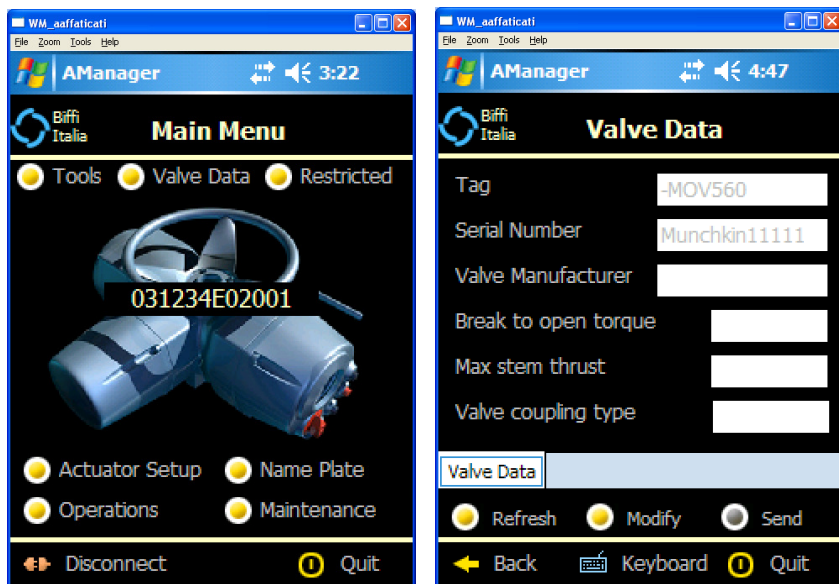 WM_aaffaticati
File Zoom Tools Help
AManager 3:22
Biffi
Italia
Main Menu
Tools Valve Data Restricted
031234E02001
Actuator Setup Name Plate
Operations Maintenance
Disconnect Quit
WM_aaffaticati
File Zoom Tools Help
AManager 4:47
Biffi
Italia
Valve Data
Tag -MOV560
Serial Number Munchkin11111
Valve Manufacturer
Break to open torque
Max stem thrust
Valve coupling type
Valve Data
Refresh Modify Send
Back Keyboard Quit